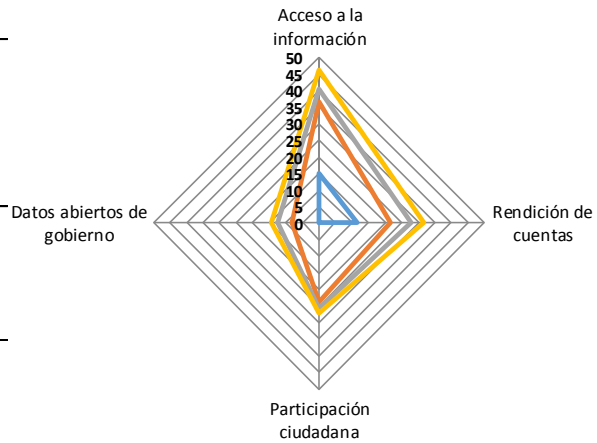 Acceso a la
información
50
45
40
35
30
25
20
15
10
5
0
Datos abiertos de
gobierno
Rendición de
cuentas
Participación
ciudadana